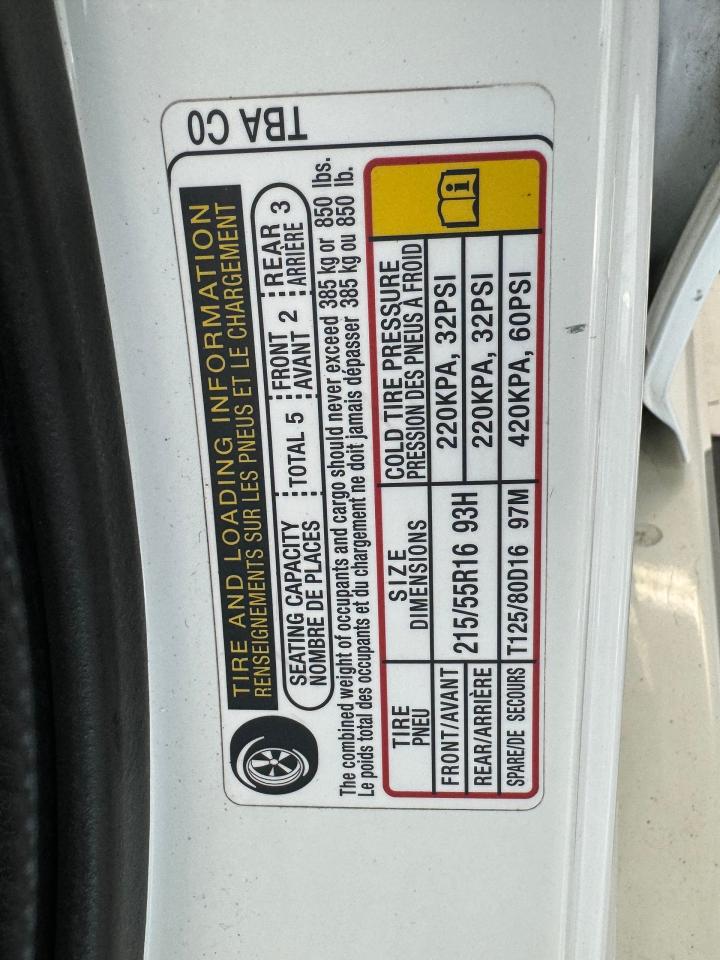 TBA C0
TIRE AND LOADING INFORMATION
RENSEIGNEMENTS SUR LES PNEUS ET LE CHARGEMENT
SEATING CAPACITY TOTAL 5 FRONT 2 REAR 3
NOMBRE DE PLACES AVANT ARRIÈRE
The combined weight of occupants and cargo should never exceed 385 kg or 850 lbs.
Le poids total des occupants et du chargement ne doit jamais dépasser 385 kg ou 850 lb.
TIRE SIZE COLD TIRE PRESSURE
PNEU DIMENSIONS PRESSION DES PNEUS À FROID
FRONT/AVANT 215/55R16 93H 220KPA, 32PSI
REAR/ARRIÈRE 220KPA, 32PSI
SPARE/DE SECOURS T125/80D16 97M 420KPA, 60PSI